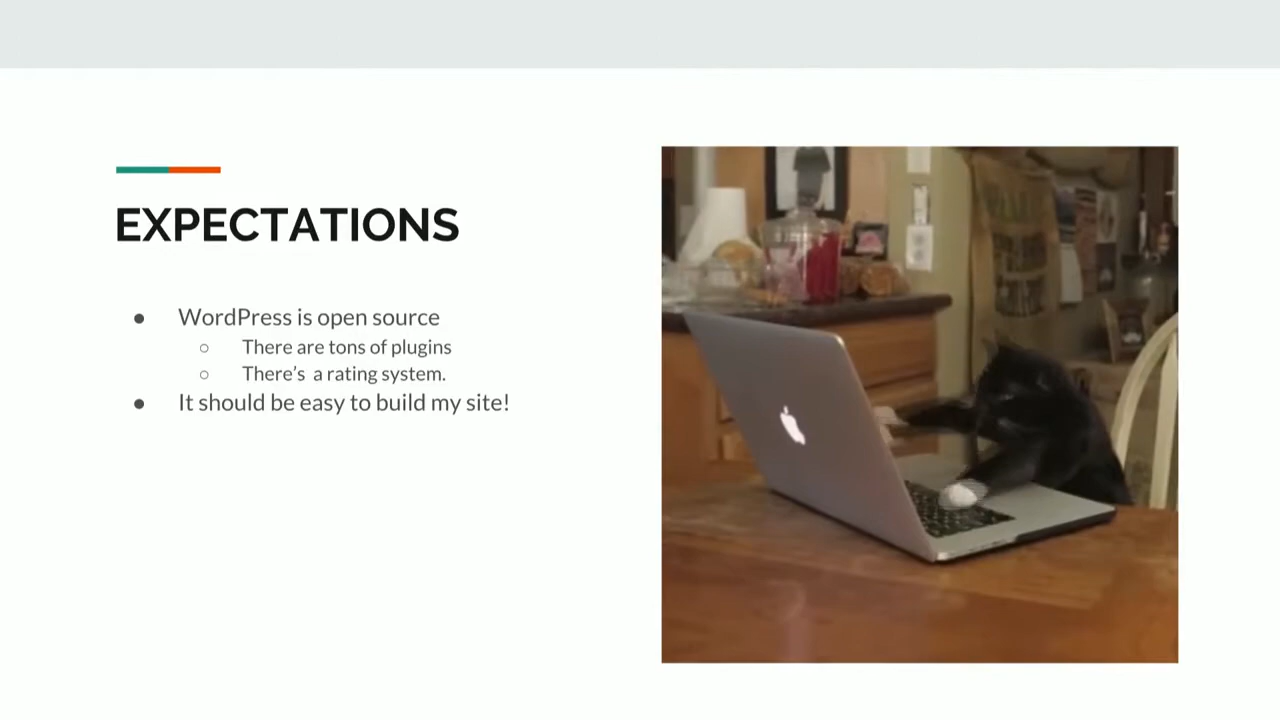 EXPECTATIONS
● WordPress is open source
○ There are tons of plugins
○ There’s  a rating system.
● It should be easy to build my site!